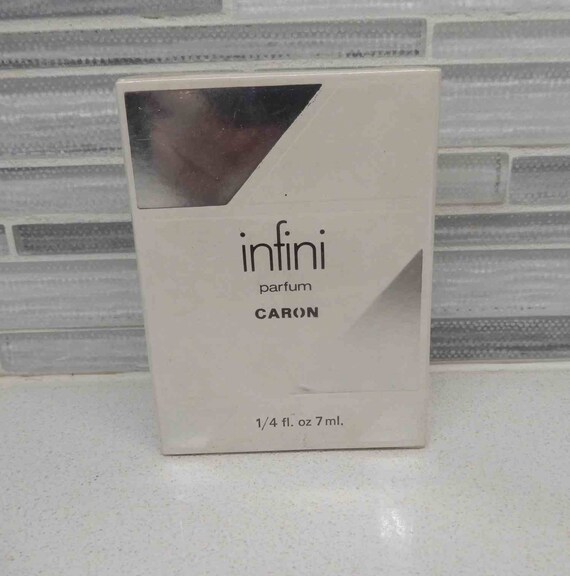 infini
parfum
CARON
1/4 fl. oz 7ml.